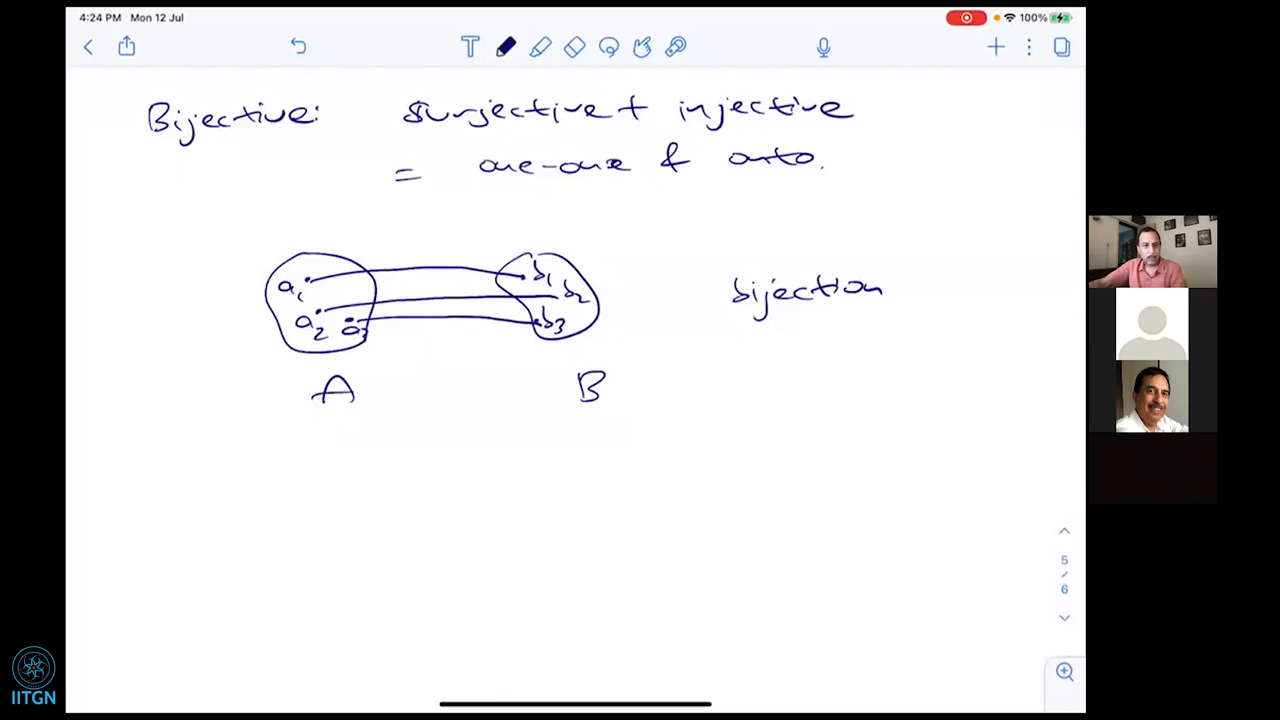 4:24 PM Mon 12 Jul
100%
Bijective: Surjective + injective
= one-one & onto.
a1 b1
b2 bijection
a2 a3 b3
A B
5
/
6
IITGN